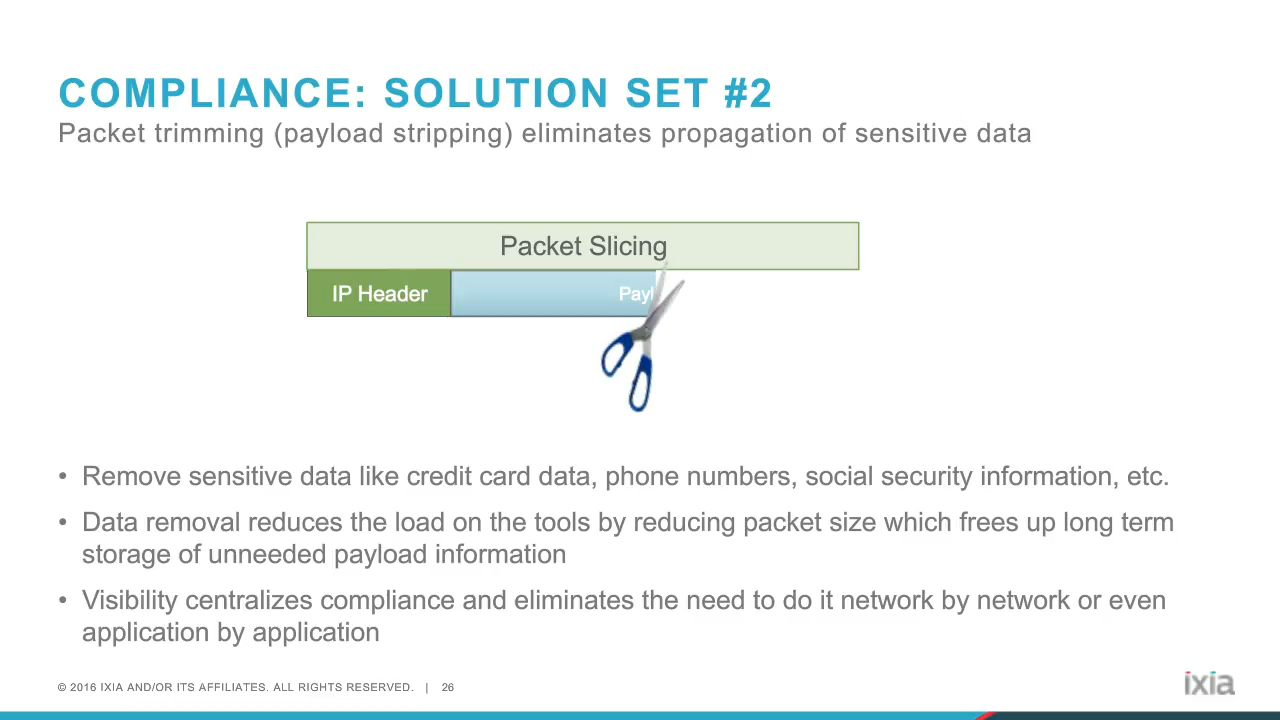 COMPLIANCE: SOLUTION SET #2
Packet trimming (payload stripping) eliminates propagation of sensitive data
Packet Slicing
IP Header
Payl
• Remove sensitive data like credit card data, phone numbers, social security information, etc.
• Data removal reduces the load on the tools by reducing packet size which frees up long term
storage of unneeded payload information
• Visibility centralizes compliance and eliminates the need to do it network by network or even
application by application
© 2016 IXIA AND/OR ITS AFFILIATES. ALL RIGHTS RESERVED. | 26
ixia